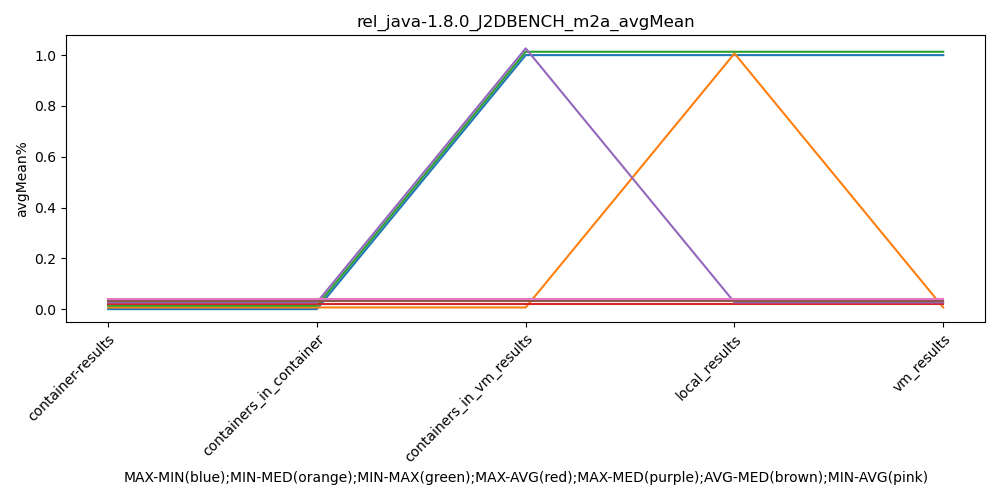 rel_java-1.8.0_J2DBENCH_m2a_avgMean
avgMean%
1.0
0.8
0.6
0.4
0.2
0.0
container-results
containers_in_container
containers_in_vm_results
local_results
vm_results
MAX-MIN(blue);MIN-MED(orange);MIN-MAX(green);MAX-AVG(red);MAX-MED(purple);AVG-MED(brown);MIN-AVG(pink)